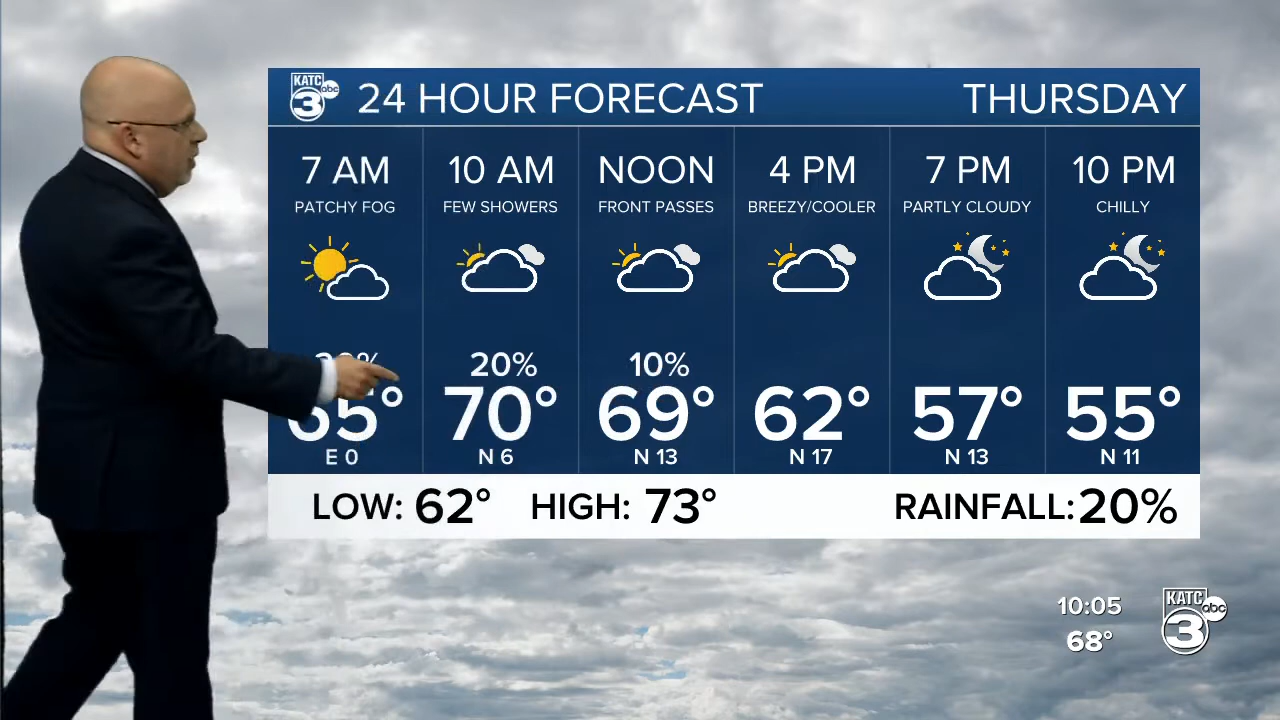 KATC 3 abc 24 HOUR FORECAST THURSDAY
7 AM 10 AM NOON 4 PM 7 PM 10 PM
PATCHY FOG FEW SHOWERS FRONT PASSES BREEZY/COOLER PARTLY CLOUDY CHILLY
20% 10%
65° 70° 69° 62° 57° 55°
E 0 N 6 N 13 N 17 N 13 N 11
LOW: 62° HIGH: 73° RAINFALL: 20%
10:05
68°
KATC 3 abc